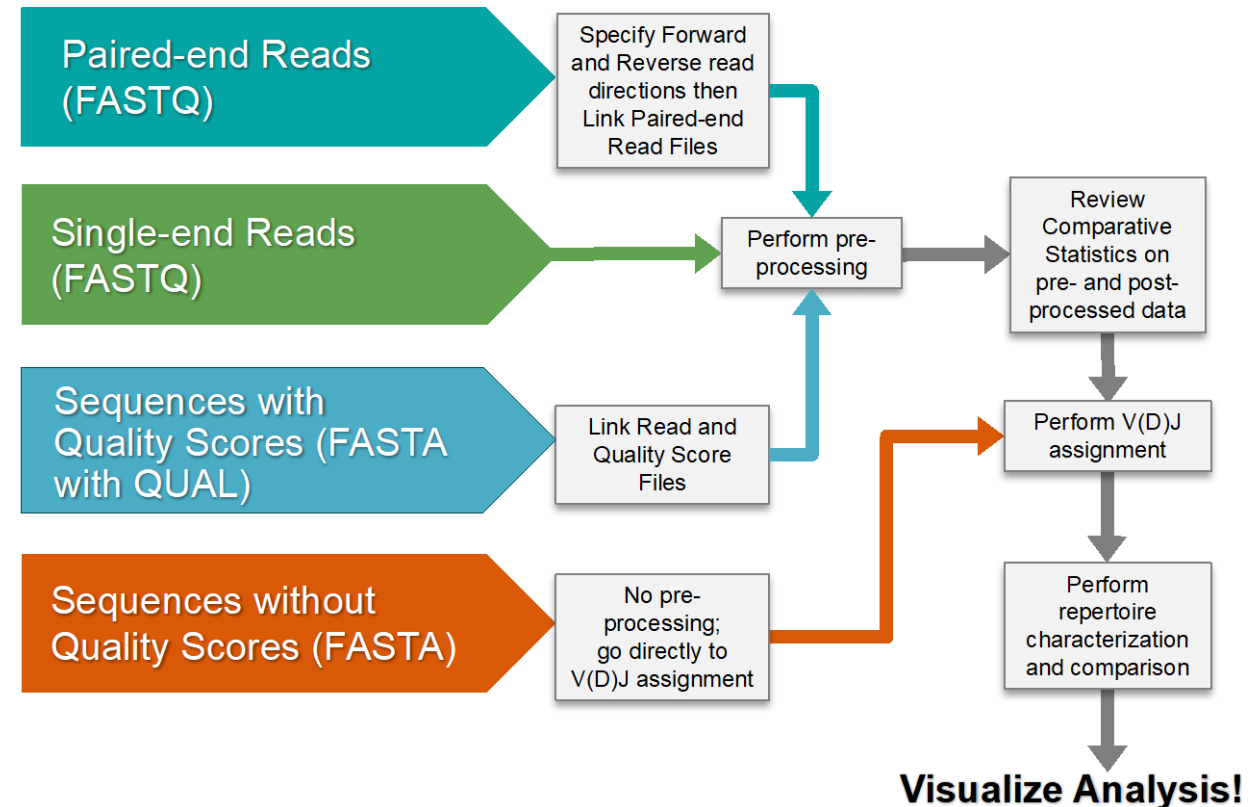 Paired-end Reads
(FASTQ)
Specify Forward
and Reverse read
directions then
Link Paired-end
Read Files
Single-end Reads
(FASTQ)
Perform pre-
processing
Review
Comparative
Statistics on
pre- and post-
processed data
Sequences with
Quality Scores (FASTA
with QUAL)
Link Read and
Quality Score
Files
Perform V(D)J
assignment
Sequences without
Quality Scores (FASTA)
No pre-
processing;
go directly to
V(D)J assignment
Perform
repertoire
characterization
and comparison
Visualize Analysis!